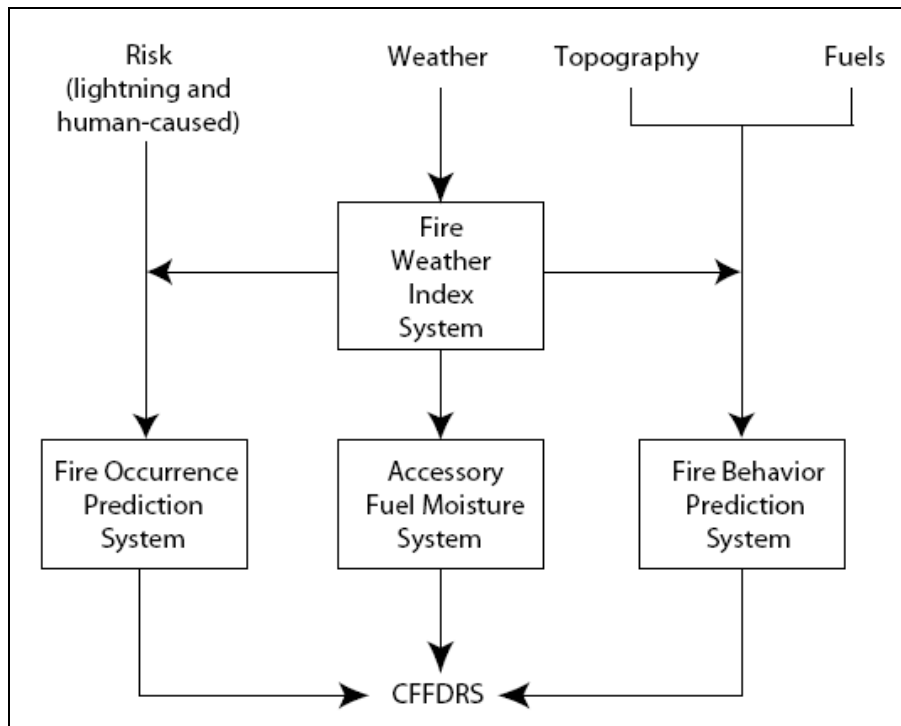 Risk
(lightning and
human-caused)
Weather
Topography
Fuels
Fire
Weather
Index
System
Fire Occurrence
Prediction
System
Accessory
Fuel Moisture
System
Fire Behavior
Prediction
System
CFFDRS